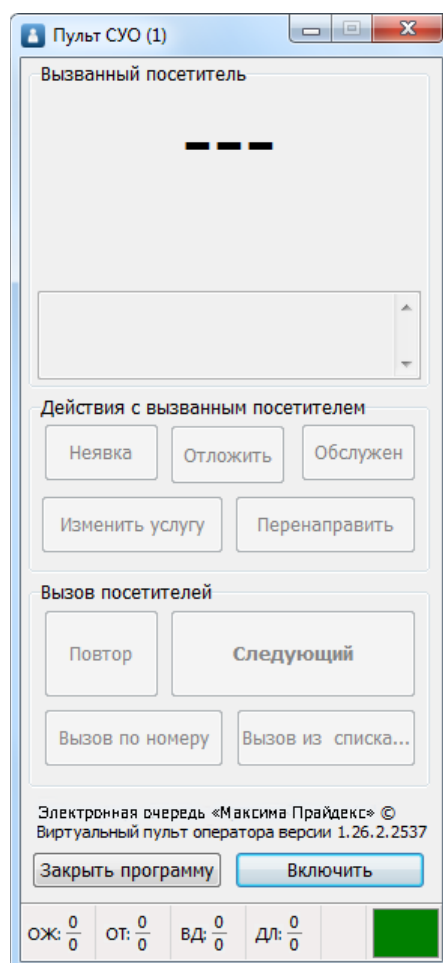 Пульт СУО (1)
Вызванный посетитель
---
Действия с вызванным посетителем
Неявка Отложить Обслужен
Изменить услугу Перенаправить
Вызов посетителей
Повтор Следующий
Вызов по номеру Вызов из списка...
Электронная очередь «Максима Прайдекс» ©
Виртуальный пульт оператора версии 1.26.2.2537
Закрыть программу Включить
ОЖ: 0/0 ОТ: 0/0 ВД: 0/0 ДЛ: 0/0